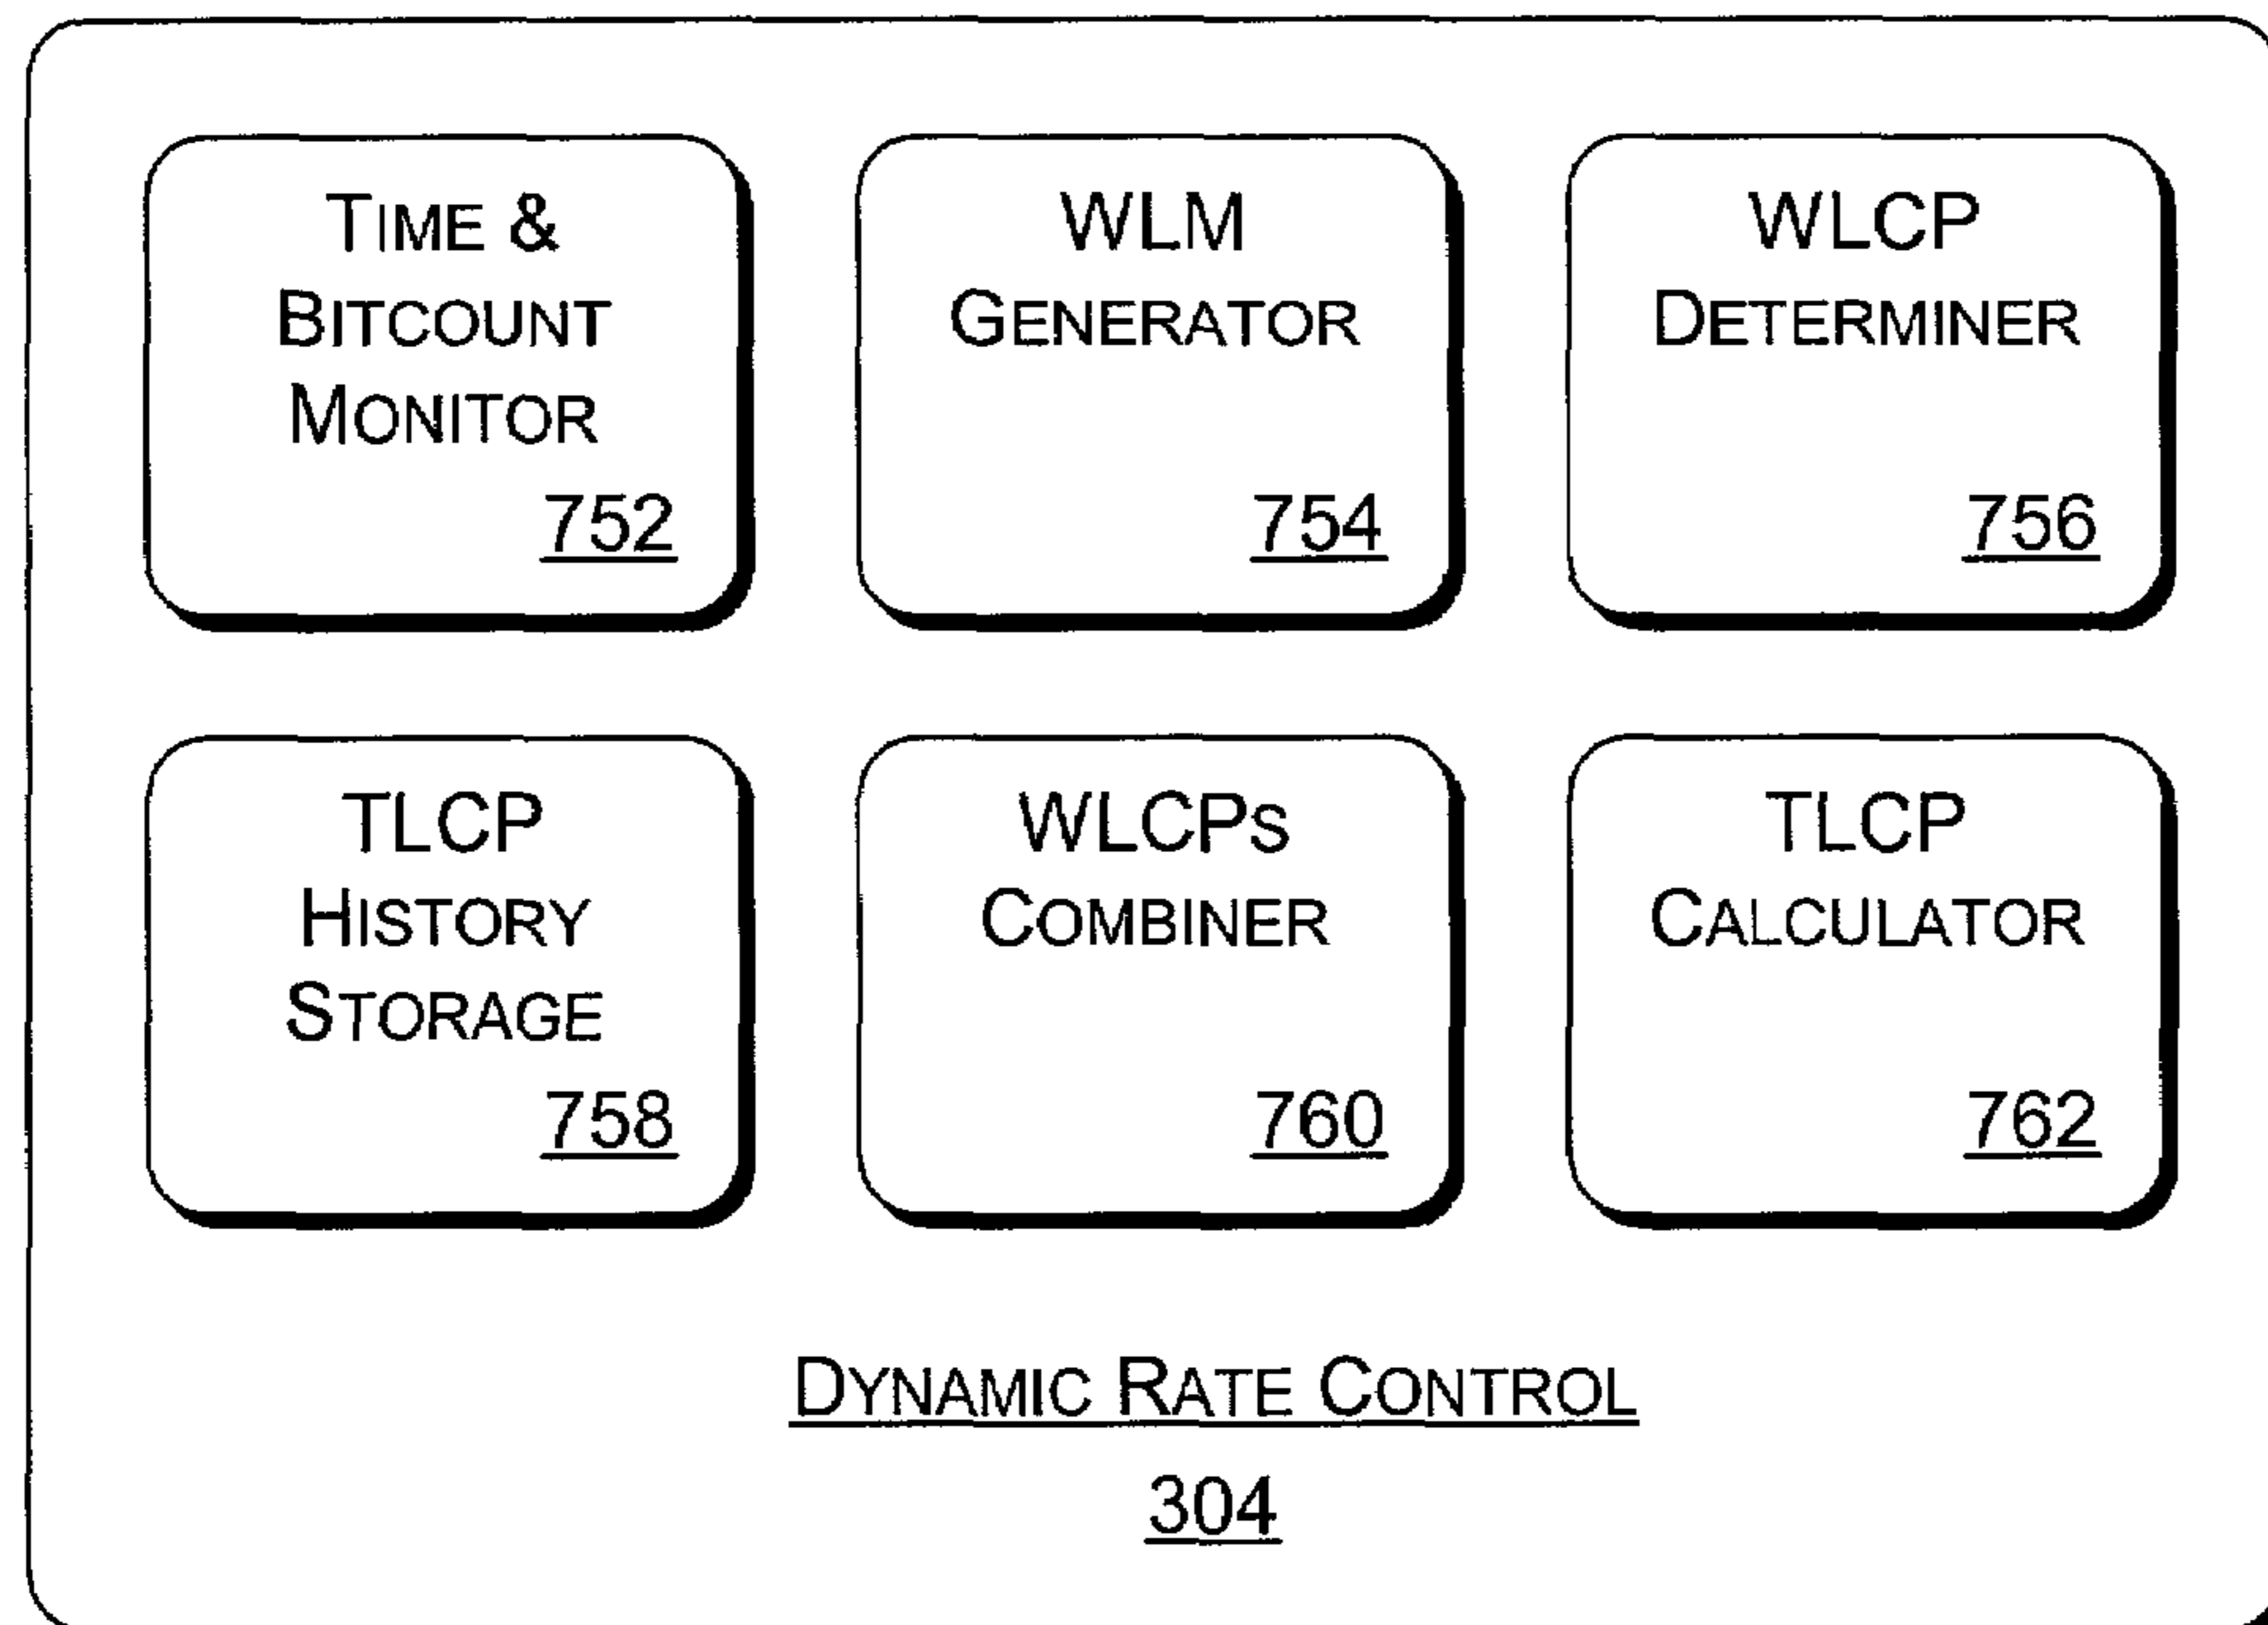 TIME &
BITCOUNT
MONITOR
752
WLM
GENERATOR
754
WLCP
DETERMINER
756
TLCP
HISTORY
STORAGE
758
WLCPS
COMBINER
760
TLCP
CALCULATOR
762
DYNAMIC RATE CONTROL
304